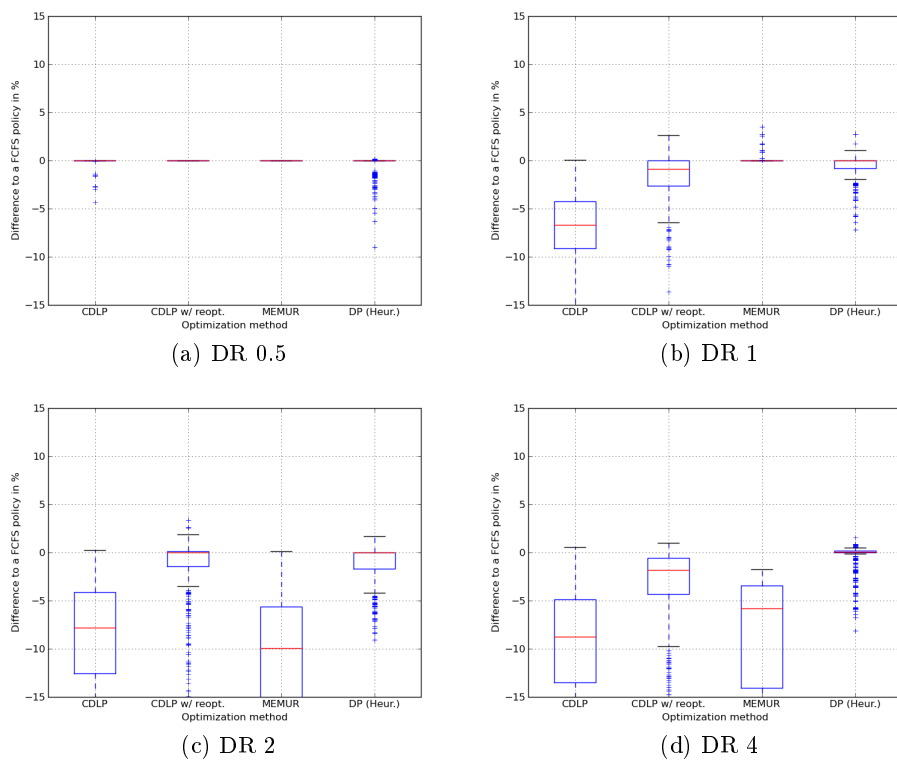 15
10
5
0
−5
−10
−15
Difference to a FCFS policy in %
CDLP
CDLP w/ reopt.
MEMUR
DP (Heur.)
Optimization method
(a) DR 0.5
15
10
5
0
−5
−10
−15
Difference to a FCFS policy in %
CDLP
CDLP w/ reopt.
MEMUR
DP (Heur.)
Optimization method
(b) DR 1
15
10
5
0
−5
−10
−15
Difference to a FCFS policy in %
CDLP
CDLP w/ reopt.
MEMUR
DP (Heur.)
Optimization method
(c) DR 2
15
10
5
0
−5
−10
−15
Difference to a FCFS policy in %
CDLP
CDLP w/ reopt.
MEMUR
DP (Heur.)
Optimization method
(d) DR 4